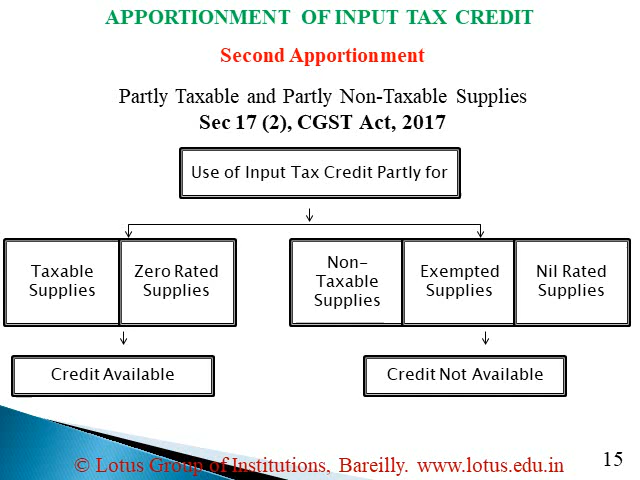 APPORTIONMENT OF INPUT TAX CREDIT
Second Apportionment
Partly Taxable and Partly Non-Taxable Supplies
Sec 17 (2), CGST Act, 2017
Use of Input Tax Credit Partly for
Taxable
Supplies
Zero Rated
Supplies
Non-
Taxable
Supplies
Exempted
Supplies
Nil Rated
Supplies
Credit Available
Credit Not Available
© Lotus Group of Institutions, Bareilly. www.lotus.edu.in
15